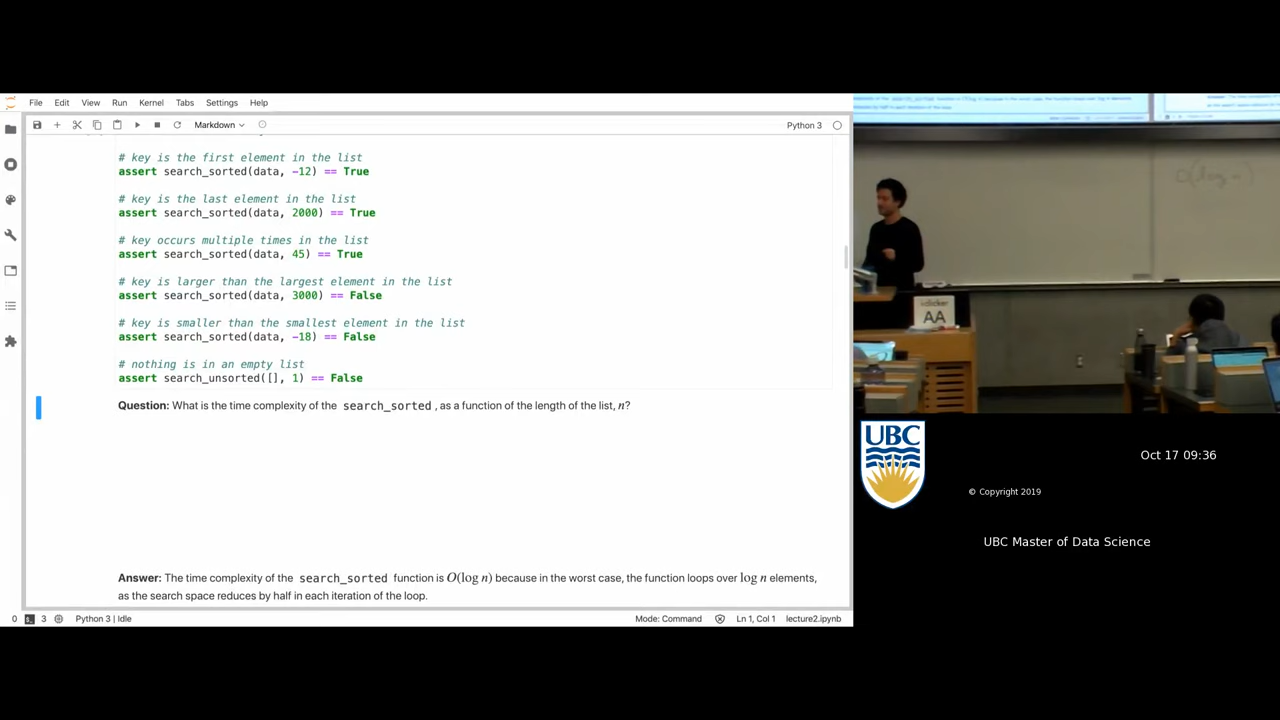 File Edit View Run Kernel Tabs Settings Help
Markdown
Python 3
# key is the first element in the list
assert search_sorted(data, -12) == True
# key is the last element in the list
assert search_sorted(data, 2000) == True
# key occurs multiple times in the list
assert search_sorted(data, 45) == True
# key is larger than the largest element in the list
assert search_sorted(data, 3000) == False
# key is smaller than the smallest element in the list
assert search_sorted(data, -18) == False
# nothing is in an empty list
assert search_unsorted([], 1) == False
Question: What is the time complexity of the search_sorted , as a function of the length of the list, n?
Answer: The time complexity of the search_sorted function is O(log n) because in the worst case, the function loops over log n elements,
as the search space reduces by half in each iteration of the loop.
0 3 Python 3 | Idle Mode: Command Ln 1, Col 1 lecture2.ipynb
O(log n)
AA
UBC
Oct 17 09:36
© Copyright 2019
UBC Master of Data Science